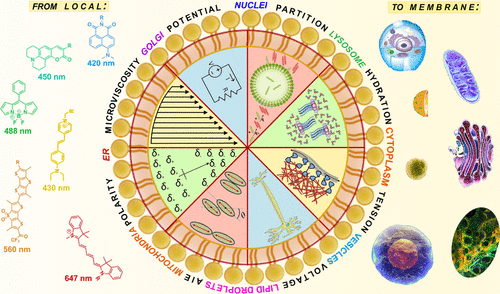 FROM LOCAL:
TO MEMBRANE:
450 nm
420 nm
488 nm
430 nm
560 nm
647 nm
GOLGI POTENTIAL NUCLEI PARTITION LYSOSOME HYDRATION CYTOPLASM TENSION VESICLES VOLTAGE LIPID DROPLETS AIE MITOCHONDRIA POLARITY ER MICROVISCOSITY